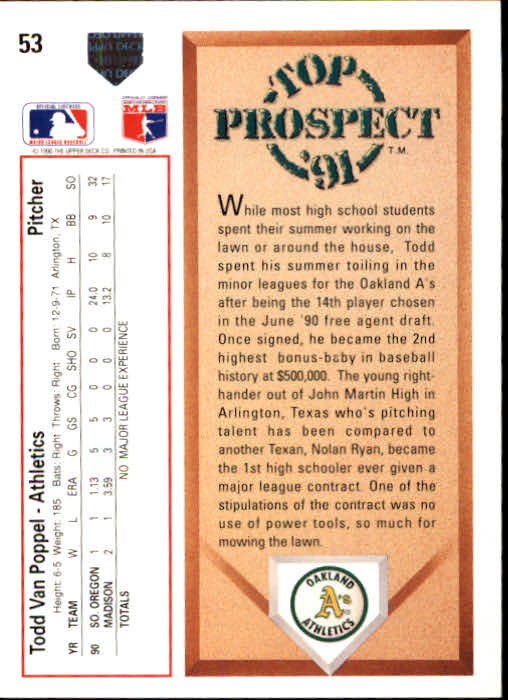 53
OFFICIAL LICENSEE
MAJOR LEAGUE BASEBALL
OFFICIALLY LICENSED
MLB
© 1990 THE UPPER DECK CO. PRINTED IN USA
Todd Van Poppel - Athletics Pitcher
Height: 6-5 Weight: 185 Bats: Right Throws: Right Born: 12-9-71 Arlington, TX
YR TEAM W L ERA G GS CG SHO SV IP H BB SO
90 SO. OREGON 1 1 1.13 5 5 0 0 0 24.0 10 9 32
MADISON 2 1 3.59 3 3 0 0 0 13.2 8 10 17
TOTALS NO MAJOR LEAGUE EXPERIENCE
TOP
PROSPECT
'91 T.M.
While most high school students
spent their summer working on the
lawn or around the house, Todd
spent his summer toiling in the
minor leagues for the Oakland A's
after being the 14th player chosen
in the June '90 free agent draft.
Once signed, he became the 2nd
highest bonus-baby in baseball
history at $500,000. The young right-
hander out of John Martin High in
Arlington, Texas who's pitching
talent has been compared to
another Texan, Nolan Ryan, became
the 1st high schooler ever given a
major league contract. One of the
stipulations of the contract was no
use of power tools, so much for
mowing the lawn.
OAKLAND
A's
ATHLETICS